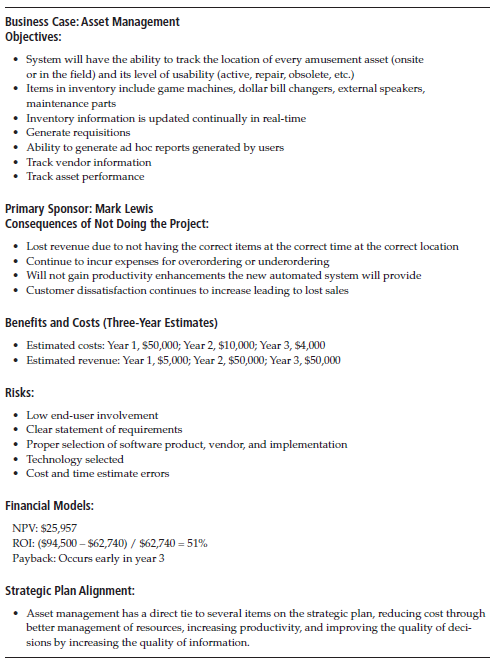 Business Case: Asset Management
Objectives:
• System will have the ability to track the location of every amusement asset (onsite
or in the field) and its level of usability (active, repair, obsolete, etc.)
• Items in inventory include game machines, dollar bill changers, external speakers,
maintenance parts
• Inventory information is updated continually in real-time
• Generate requisitions
• Ability to generate ad hoc reports generated by users
• Track vendor information
• Track asset performance
Primary Sponsor: Mark Lewis
Consequences of Not Doing the Project:
• Lost revenue due to not having the correct items at the correct time at the correct location
• Continue to incur expenses for overordering or underordering
• Will not gain productivity enhancements the new automated system will provide
• Customer dissatisfaction continues to increase leading to lost sales
Benefits and Costs (Three-Year Estimates)
• Estimated costs: Year 1, $50,000; Year 2, $10,000; Year 3, $4,000
• Estimated revenue: Year 1, $5,000; Year 2, $50,000; Year 3, $50,000
Risks:
• Low end-user involvement
• Clear statement of requirements
• Proper selection of software product, vendor, and implementation
• Technology selected
• Cost and time estimate errors
Financial Models:
NPV: $25,957
ROI: ($94,500 – $62,740) / $62,740 = 51%
Payback: Occurs early in year 3
Strategic Plan Alignment:
• Asset management has a direct tie to several items on the strategic plan, reducing cost through
better management of resources, increasing productivity, and improving the quality of deci-
sions by increasing the quality of information.